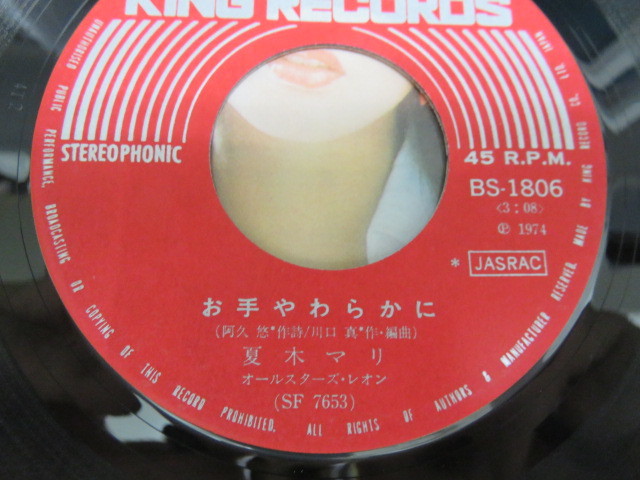 KING RECORDS
STEREOPHONIC
45 R.P.M.
BS-1806
(3:08)
Ⓟ 1974
* JASRAC
お手やわらかに
(阿久 悠*作詩/川口 真*作・編曲)
夏木マリ
オールスターズ・レオン
(SF 7653)
UNAUTHORISED PUBLIC PERFORMANCE, BROADCASTING OR COPYING OF THIS RECORD PROHIBITED. ALL RIGHTS OF AUTHORS & MANUFACTURER RESERVED. MADE BY KING RECORD CO. LTD. JAPAN